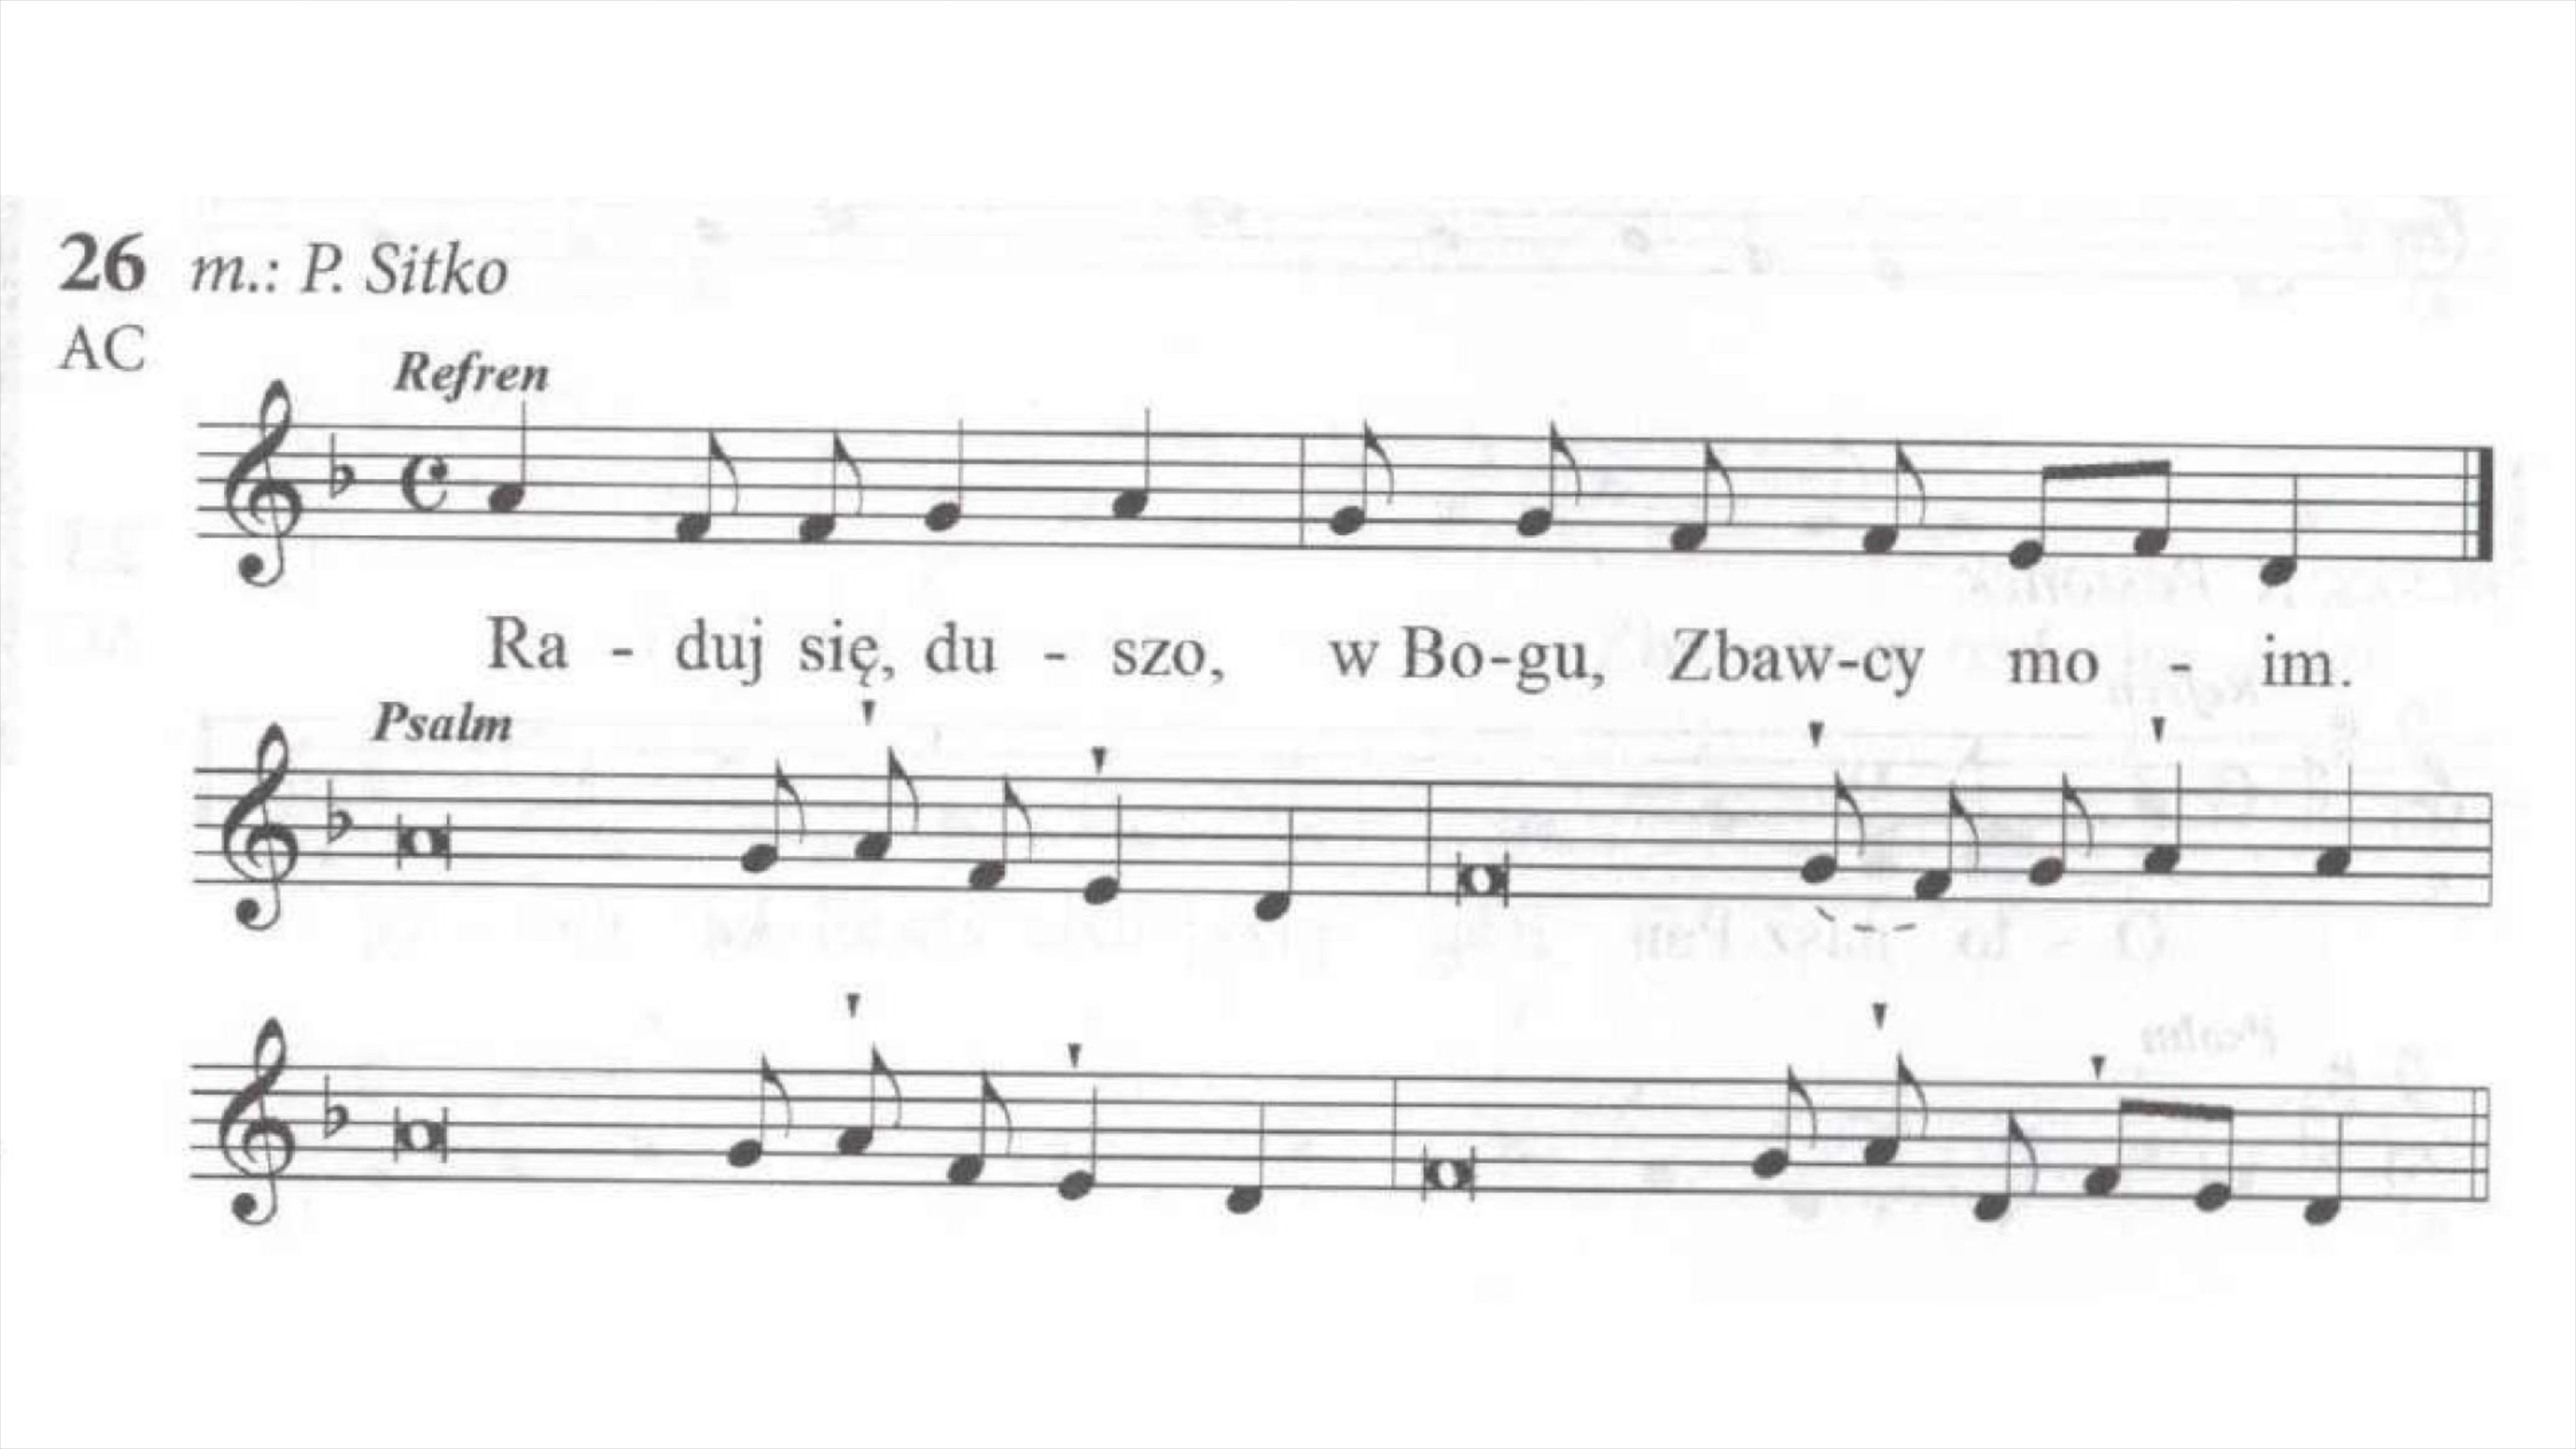 26 m.: P. Sitko
AC
Refren
Ra - duj się, du - szo, w Bo-gu, Zbaw-cy mo - im.
Psalm